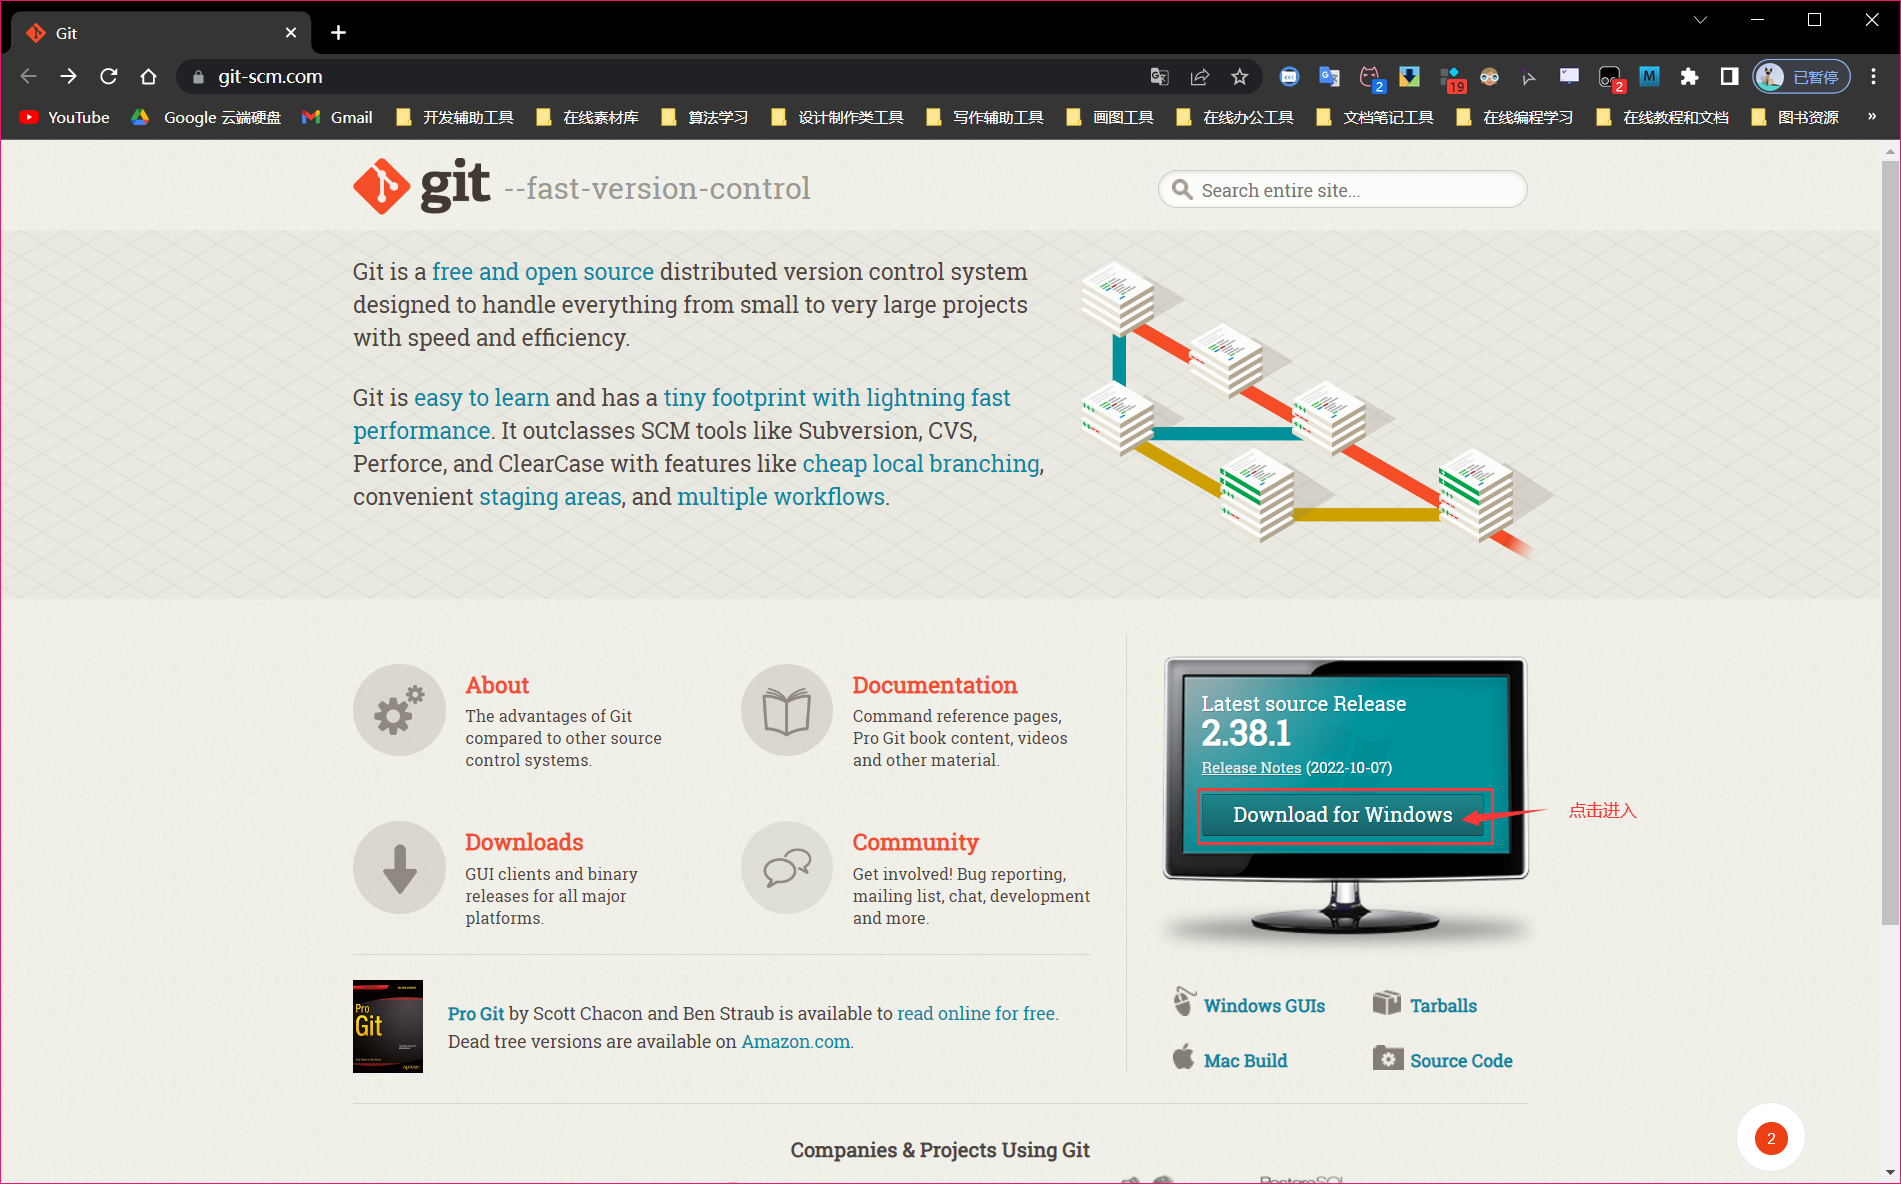 Git
git-scm.com
2
19
2
M
已暂停
YouTube
Google 云端硬盘
Gmail
开发辅助工具
在线素材库
算法学习
设计制作类工具
写作辅助工具
画图工具
在线办公工具
文档笔记工具
在线编程学习
在线教程和文档
图书资源
»
git --fast-version-control
Search entire site...
Git is a free and open source distributed version control system
designed to handle everything from small to very large projects
with speed and efficiency.
Git is easy to learn and has a tiny footprint with lightning fast
performance. It outclasses SCM tools like Subversion, CVS,
Perforce, and ClearCase with features like cheap local branching,
convenient staging areas, and multiple workflows.
About
The advantages of Git
compared to other source
control systems.
Documentation
Command reference pages,
Pro Git book content, videos
and other material.
Downloads
GUI clients and binary
releases for all major
platforms.
Community
Get involved! Bug reporting,
mailing list, chat, development
and more.
Pro
Git
Pro Git by Scott Chacon and Ben Straub is available to read online for free.
Dead tree versions are available on Amazon.com.
Latest source Release
2.38.1
Release Notes (2022-10-07)
Download for Windows
点击进入
Windows GUIs
Tarballs
Mac Build
Source Code
Companies & Projects Using Git
2